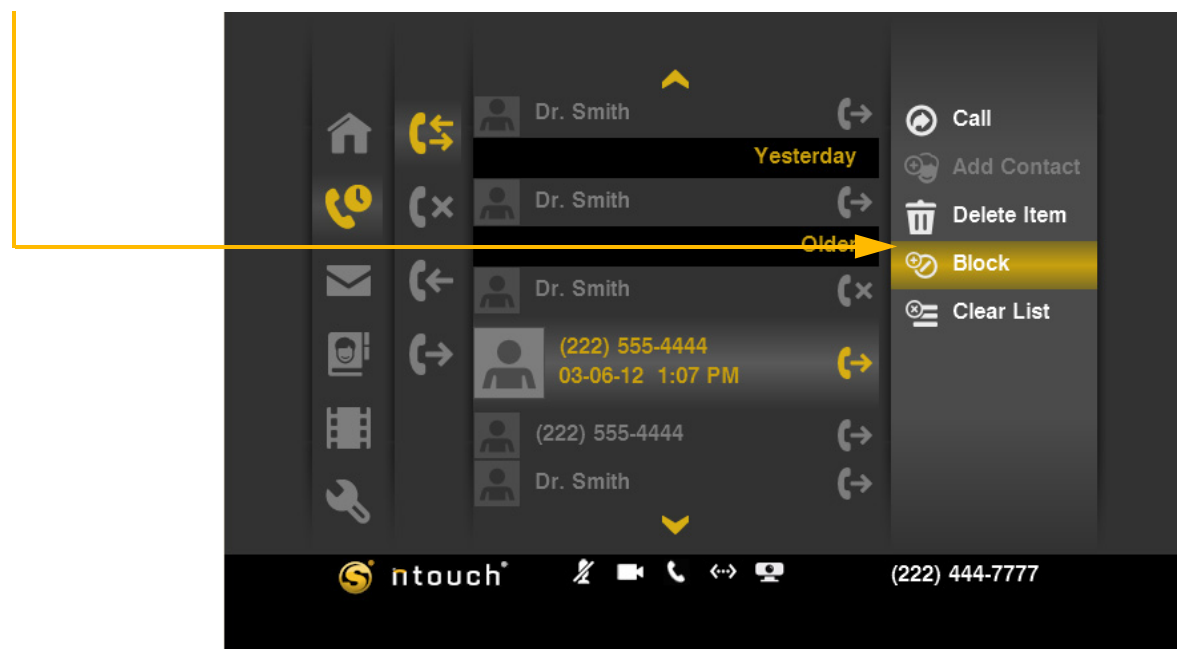 Dr. Smith
Yesterday
Dr. Smith
Older
Dr. Smith
(222) 555-4444
03-06-12 1:07 PM
(222) 555-4444
Dr. Smith
Call
Add Contact
Delete Item
Block
Clear List
S ntouch
(222) 444-7777